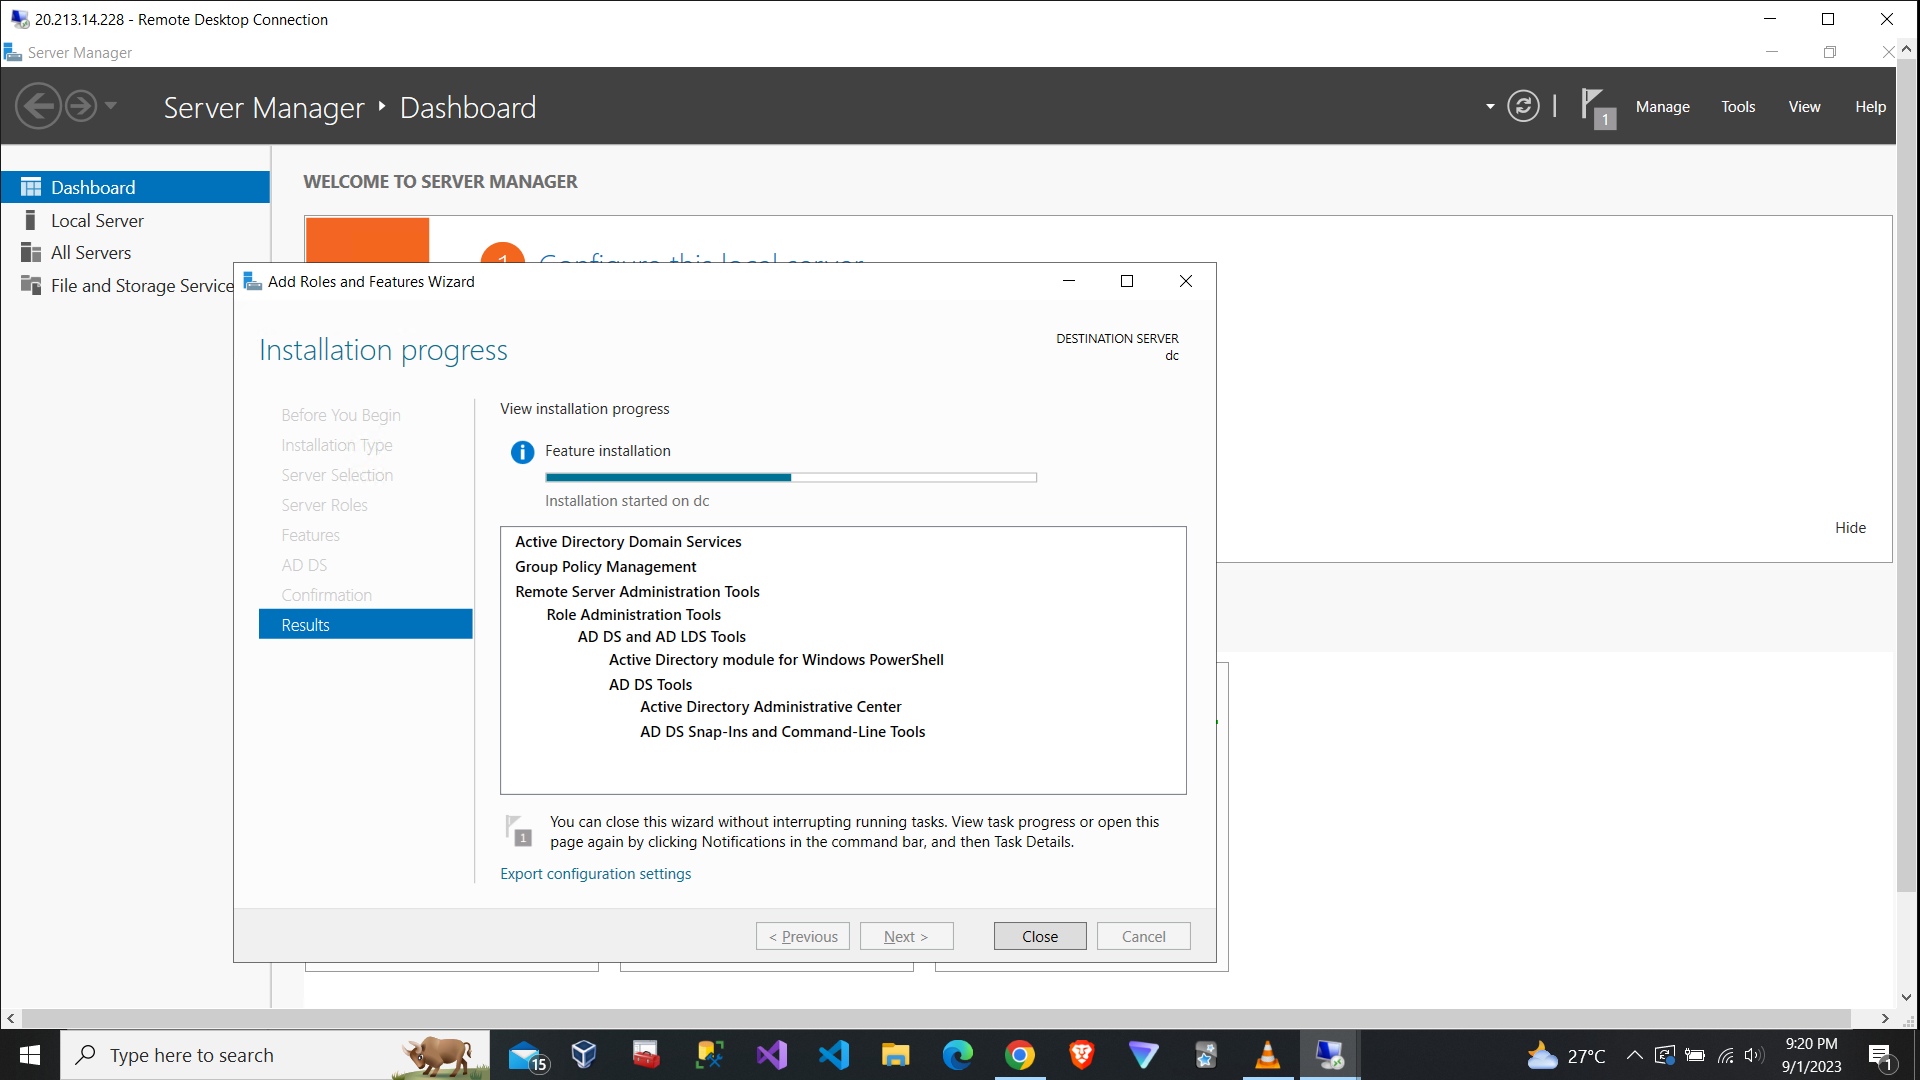 20.213.14.228 - Remote Desktop Connection
Server Manager
Server Manager ‣ Dashboard
1
Manage
Tools
View
Help
Dashboard
Local Server
All Servers
File and Storage Service
WELCOME TO SERVER MANAGER
1 Configure this local server
Hide
Add Roles and Features Wizard
Installation progress
DESTINATION SERVER
dc
Before You Begin
Installation Type
Server Selection
Server Roles
Features
AD DS
Confirmation
Results
View installation progress
Feature installation
Installation started on dc
Active Directory Domain Services
Group Policy Management
Remote Server Administration Tools
Role Administration Tools
AD DS and AD LDS Tools
Active Directory module for Windows PowerShell
AD DS Tools
Active Directory Administrative Center
AD DS Snap-Ins and Command-Line Tools
1
You can close this wizard without interrupting running tasks. View task progress or open this
page again by clicking Notifications in the command bar, and then Task Details.
Export configuration settings
< Previous
Next >
Close
Cancel
Type here to search
15
27°C
9:20 PM
9/1/2023
1